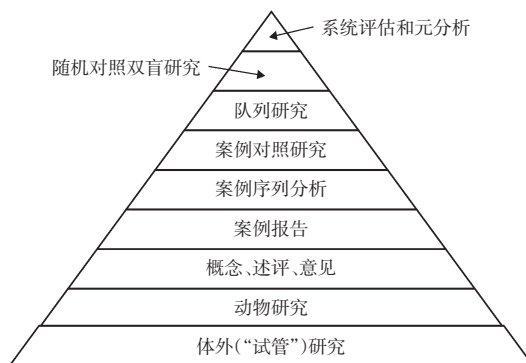 系统评估和元分析
随机对照双盲研究
队列研究
案例对照研究
案例序列分析
案例报告
概念、述评、意见
动物研究
体外(“试管”)研究